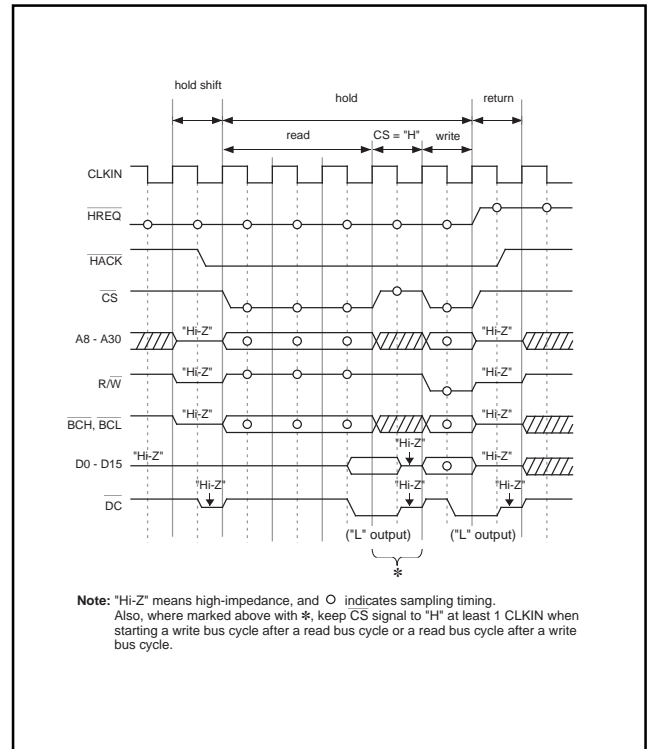 hold shift
hold
return
read
CS = "H"
write
CLKIN
HREQ
HACK
CS
A8 - A30
"Hi-Z"
"Hi-Z"
R/W
"Hi-Z"
"Hi-Z"
BCH, BCL
"Hi-Z"
"Hi-Z"
D0 - D15
"Hi-Z"
"Hi-Z"
"Hi-Z"
DC
"Hi-Z"
"Hi-Z"
"Hi-Z"
("L" output)
("L" output)
*
Note: "Hi-Z" means high-impedance, and O indicates sampling timing.
Also, where marked above with *, keep CS signal to "H" at least 1 CLKIN when
starting a write bus cycle after a read bus cycle or a read bus cycle after a write
bus cycle.